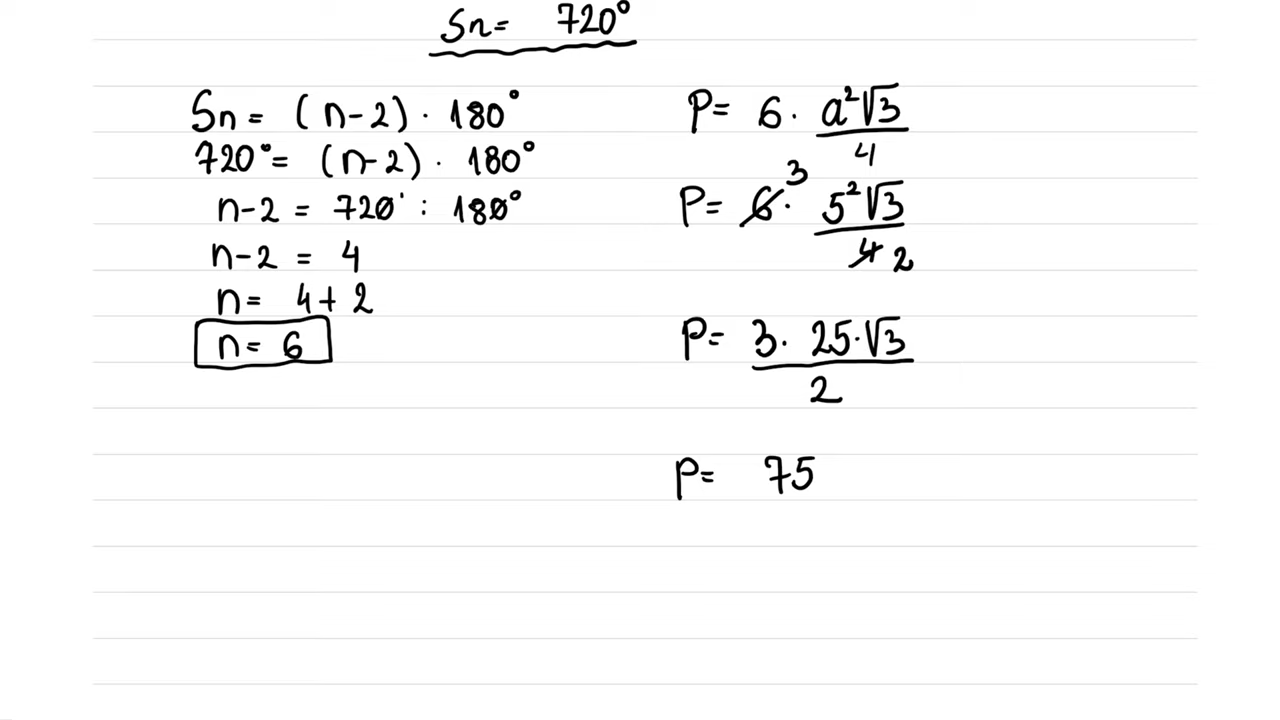 Sn= 720°
Sn= (n-2) · 180°
720°= (n-2) · 180°
n-2 = 720° : 180°
n-2 = 4
n= 4+2
n= 6
P= 6 · a²√3 / 4
P= 6 · 3 5²√3 / 4 2
P= 3 · 25·√3 / 2
P= 75